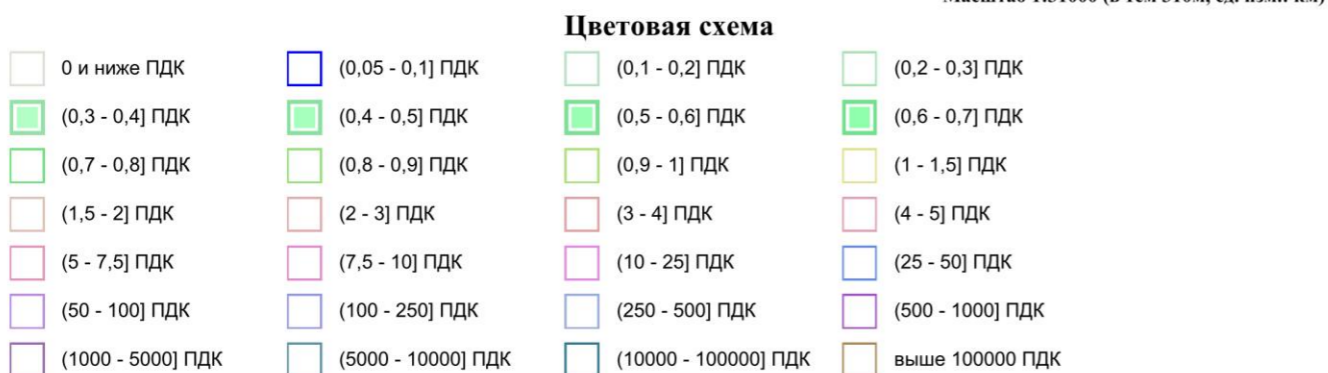 Цветовая схема
0 и ниже ПДК (0,05 - 0,1] ПДК (0,1 - 0,2] ПДК (0,2 - 0,3] ПДК
(0,3 - 0,4] ПДК (0,4 - 0,5] ПДК (0,5 - 0,6] ПДК (0,6 - 0,7] ПДК
(0,7 - 0,8] ПДК (0,8 - 0,9] ПДК (0,9 - 1] ПДК (1 - 1,5] ПДК
(1,5 - 2] ПДК (2 - 3] ПДК (3 - 4] ПДК (4 - 5] ПДК
(5 - 7,5] ПДК (7,5 - 10] ПДК (10 - 25] ПДК (25 - 50] ПДК
(50 - 100] ПДК (100 - 250] ПДК (250 - 500] ПДК (500 - 1000] ПДК
(1000 - 5000] ПДК (5000 - 10000] ПДК (10000 - 100000] ПДК выше 100000 ПДК